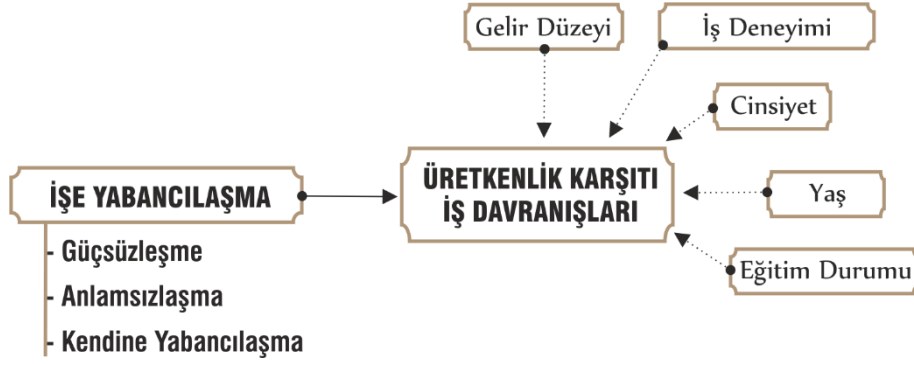 Gelir Düzeyi
İş Deneyimi
Cinsiyet
İŞE YABANCILAŞMA
ÜRETKENLİK KARŞITI
İŞ DAVRANIŞLARI
Yaş
- Güçsüzleşme
Eğitim Durumu
- Anlamsızlaşma
- Kendine Yabancılaşma